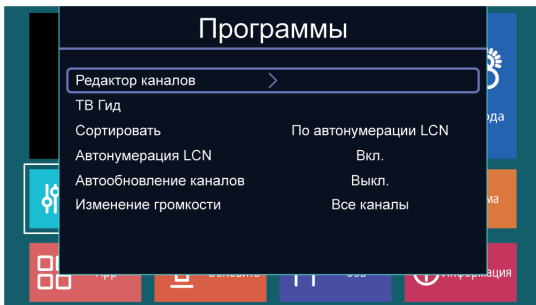 Программы
Редактор каналов >
ТВ Гид
Сортировать По автонумерации LCN
Автонумерация LCN Вкл.
Автообновление каналов Выкл.
Изменение громкости Все каналы
ода
ма
USB